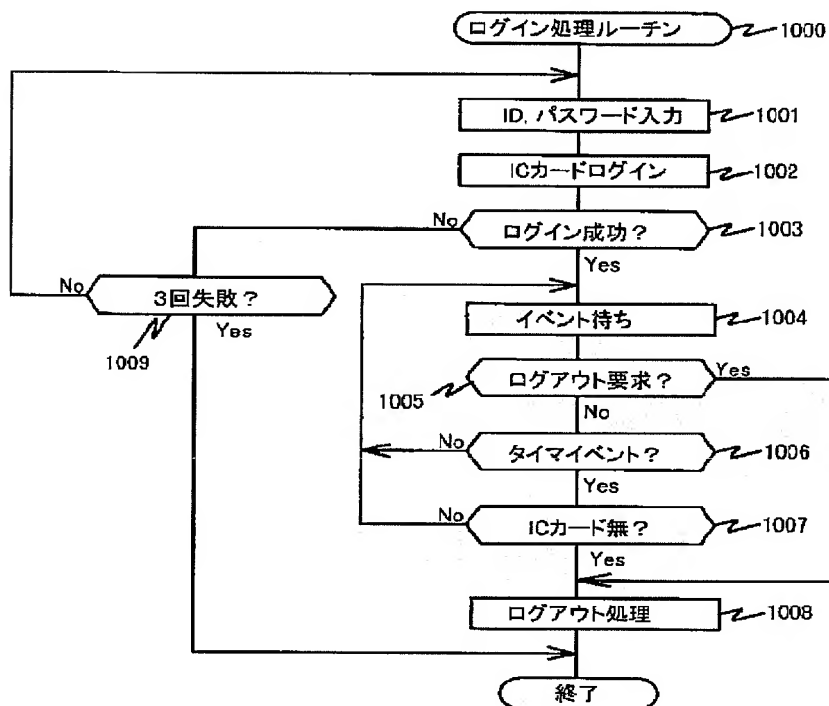 ログイン処理ルーチン
1000
ID, パスワード入力
1001
ICカードログイン
1002
No
ログイン成功?
1003
Yes
No
3回失敗?
Yes
1009
イベント待ち
1004
ログアウト要求?
Yes
1005
No
No
タイマイベント?
1006
Yes
No
ICカード無?
1007
Yes
ログアウト処理
1008
終了